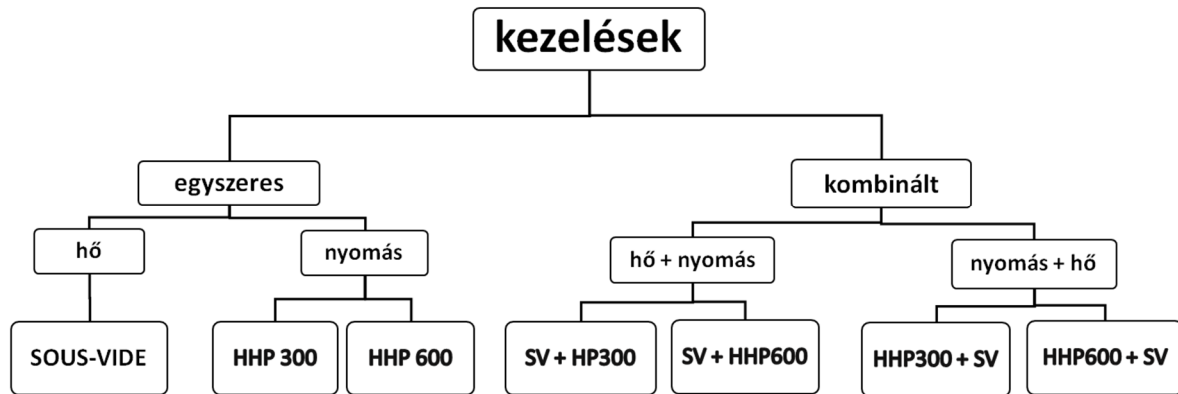 kezelések
egyszeres
kombinált
hő
nyomás
hő + nyomás
nyomás + hő
SOUS-VIDE
HHP 300
HHP 600
SV + HP300
SV + HHP600
HHP300 + SV
HHP600 + SV